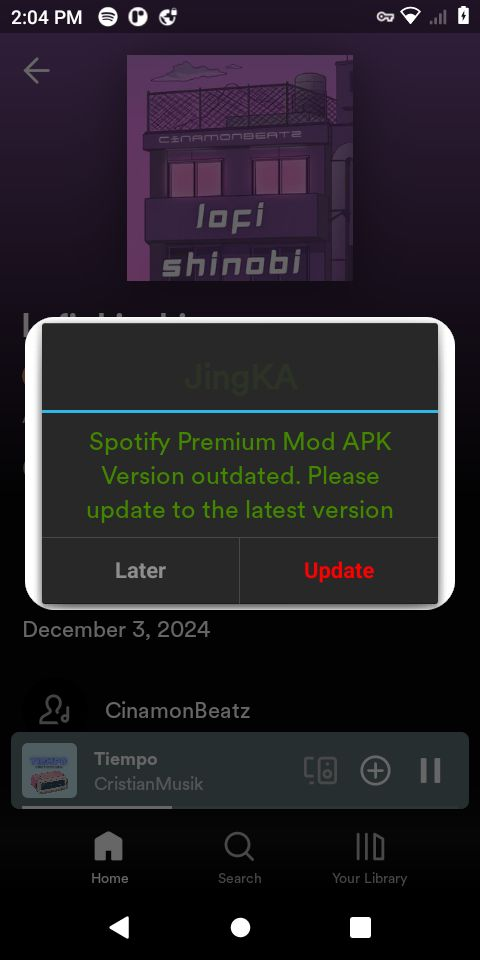 2:04 PM
CINAMONBEATZ
lofi
shinobi
JingKA
Spotify Premium Mod APK
Version outdated. Please
update to the latest version
Later
Update
December 3, 2024
CinamonBeatz
TIEMPO
Tiempo
CristianMusik
Home
Search
Your Library